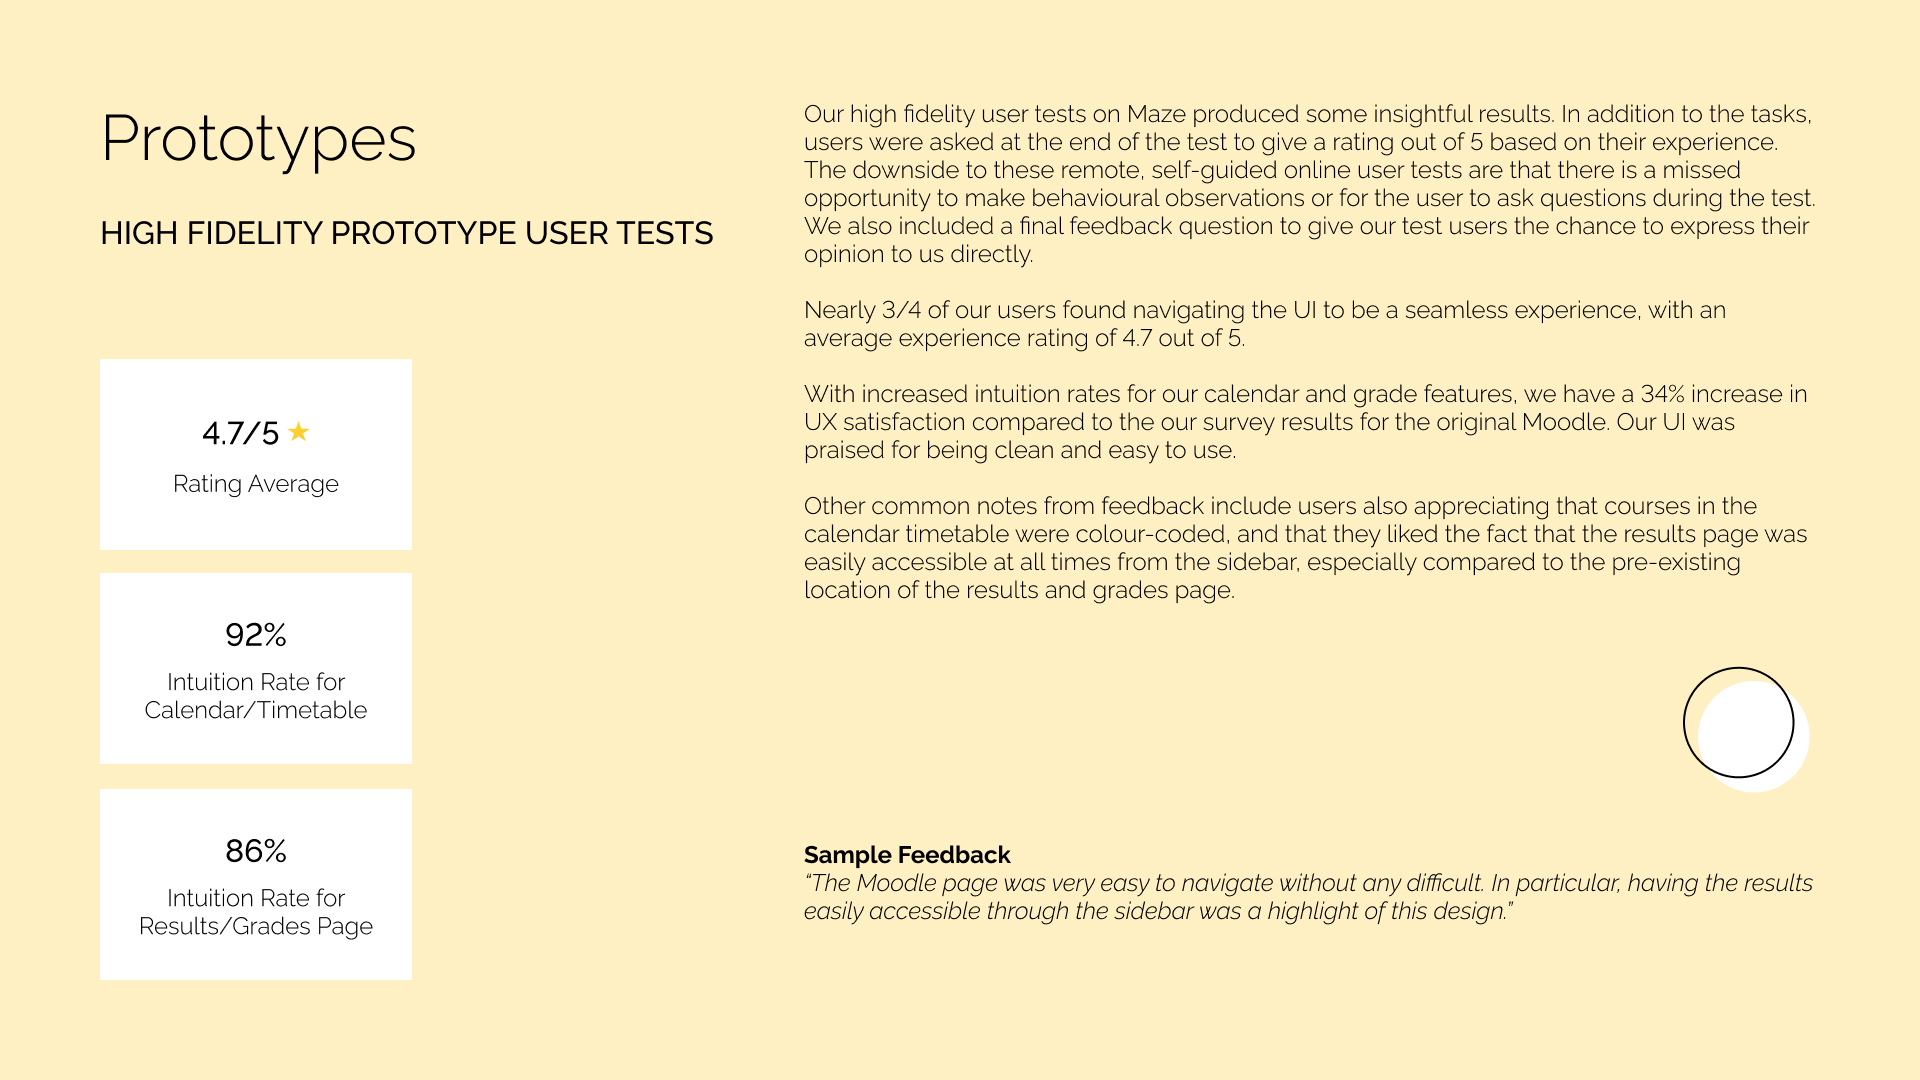 Prototypes
HIGH FIDELITY PROTOTYPE USER TESTS
4.7/5 ★
Rating Average
92%
Intuition Rate for
Calendar/Timetable
86%
Intuition Rate for
Results/Grades Page
Our high fidelity user tests on Maze produced some insightful results. In addition to the tasks,
users were asked at the end of the test to give a rating out of 5 based on their experience.
The downside to these remote, self-guided online user tests are that there is a missed
opportunity to make behavioural observations or for the user to ask questions during the test.
We also included a final feedback question to give our test users the chance to express their
opinion to us directly.
Nearly 3/4 of our users found navigating the UI to be a seamless experience, with an
average experience rating of 4.7 out of 5.
With increased intuition rates for our calendar and grade features, we have a 34% increase in
UX satisfaction compared to the our survey results for the original Moodle. Our UI was
praised for being clean and easy to use.
Other common notes from feedback include users also appreciating that courses in the
calendar timetable were colour-coded, and that they liked the fact that the results page was
easily accessible at all times from the sidebar, especially compared to the pre-existing
location of the results and grades page.
Sample Feedback
“The Moodle page was very easy to navigate without any difficult. In particular, having the results
easily accessible through the sidebar was a highlight of this design.”